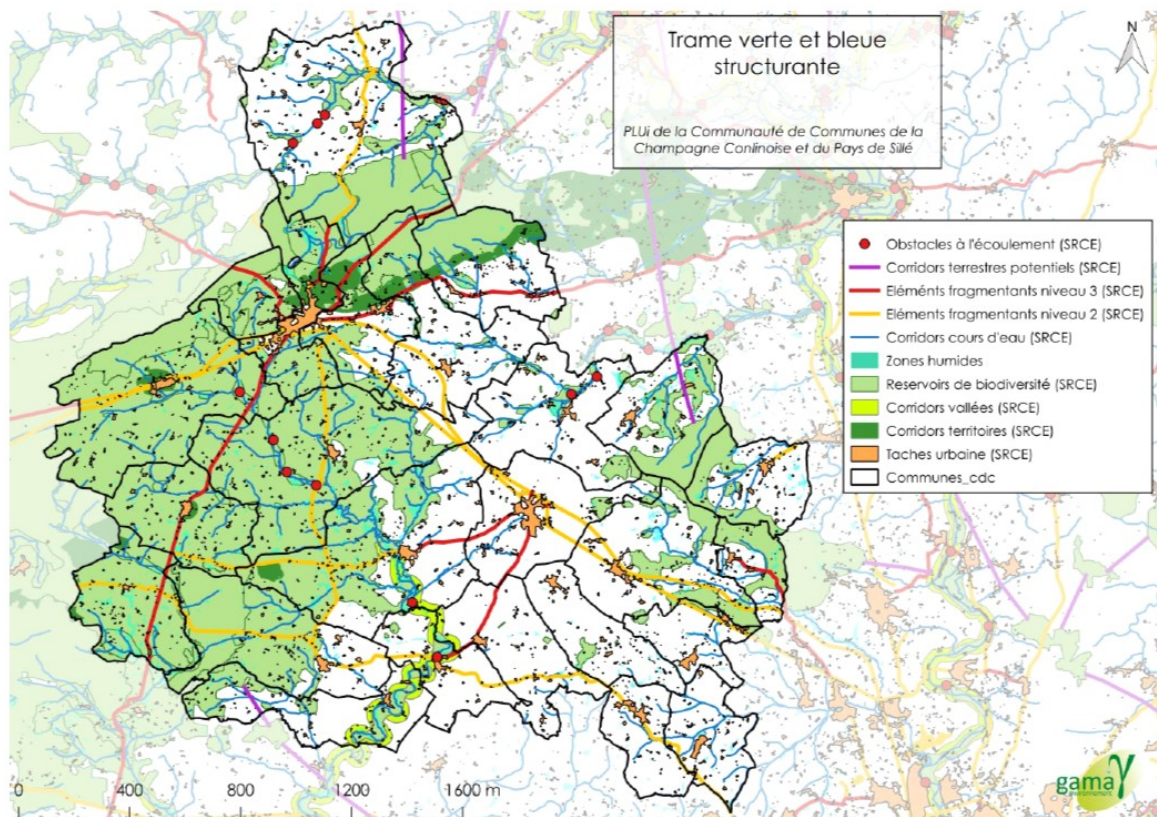 Trame verte et bleue
structurante
PLUi de la Communauté de Communes de la
Champagne Conlinoise et du Pays de Sillé
N
Obstacles à l'écoulement (SRCE)
Corridors terrestres potentiels (SRCE)
Eléménts fragmentants niveau 3 (SRCE)
Eléménts fragmentants niveau 2 (SRCE)
Corridors cours d'eau (SRCE)
Zones humides
Reservoirs de biodiversité (SRCE)
Corridors vallées (SRCE)
Corridors territoires (SRCE)
Taches urbaine (SRCE)
Communes_cdc
0 400 800 1200 1600 m
gama